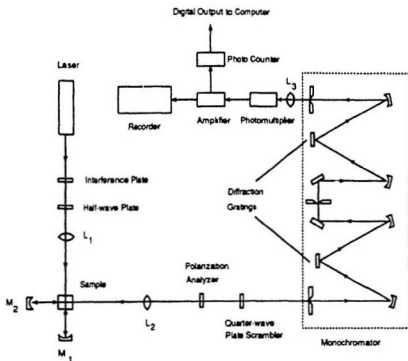 Digital Output to Computer
Photo Counter
Laser
L3
Recorder
Amplifier
Photomultiplier
Interference Plate
Half-wave Plate
Diffraction
Gratings
L1
Sample
Polarization
Analyzer
M2
L2
Quarter-wave
Plate Scrambler
Monochromator
M1